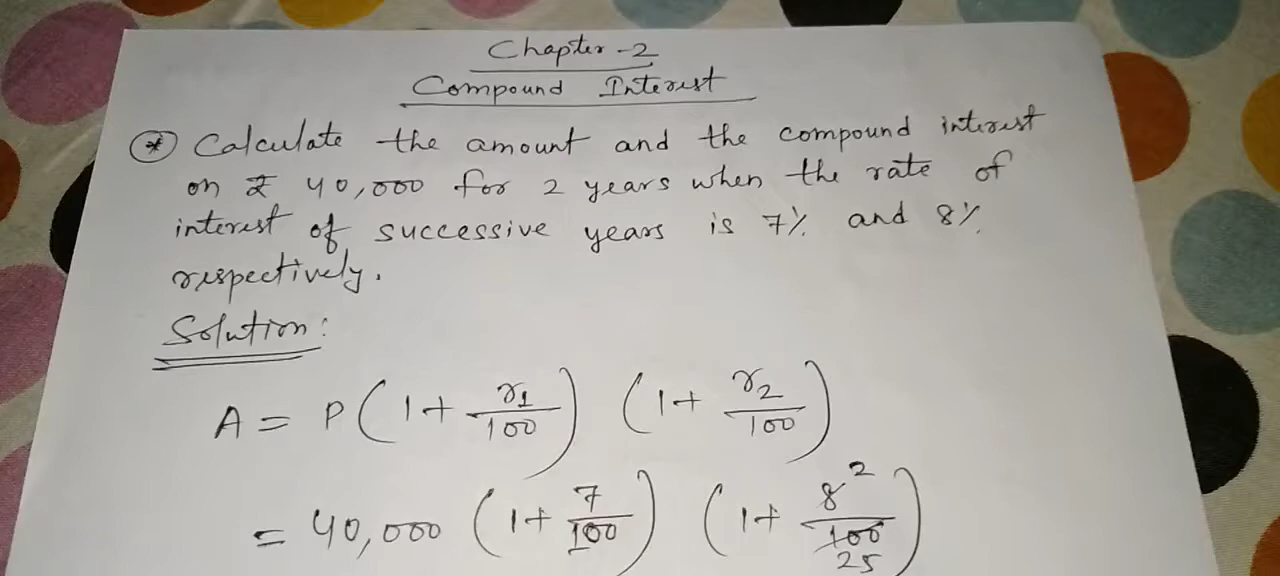 Chapter-2
Compound Interest
* Calculate the amount and the compound interest
on ₹ 40,000 for 2 years when the rate of
interest of successive years is 7% and 8%
respectively.
Solution:
A = P(1 + r1/100) (1 + r2/100)
= 40,000 (1 + 7/100) (1 + 8 2/100 25)